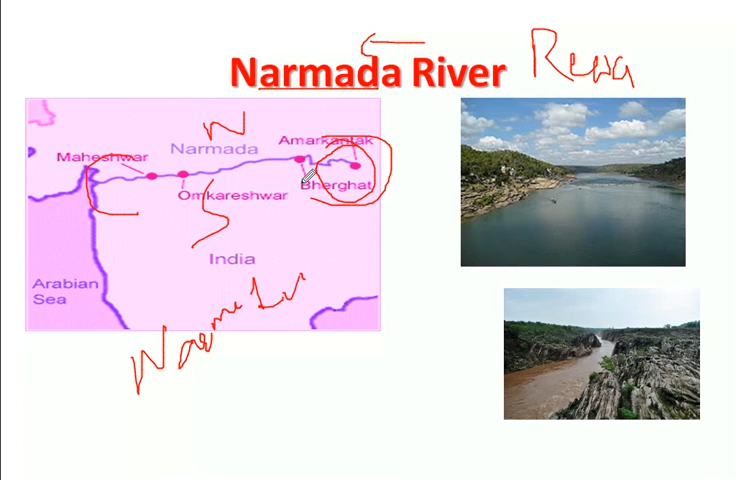 Narmada River
Rewa
N
Narmada
Amarkantak
Maheshwar
Omkareshwar
Bherghat
S
India
Arabian
Sea